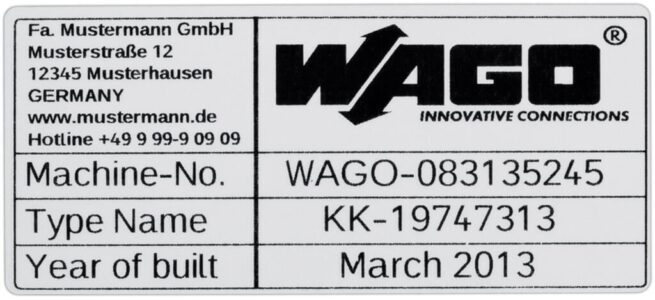 Fa. Mustermann GmbH
Musterstraße 12
12345 Musterhausen
GERMANY
www.mustermann.de
Hotline +49 9 99-9 09 09
WAGO®
INNOVATIVE CONNECTIONS
Machine-No. WAGO-083135245
Type Name KK-19747313
Year of built March 2013